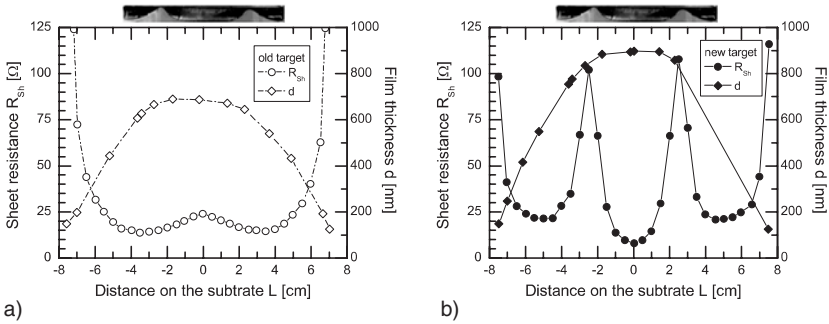 old target
R_Sh
d
Sheet resistance R_Sh [Ω]
125
100
75
50
25
0
1000
800
600
400
200
0
Film thickness d [nm]
-8 -6 -4 -2 0 2 4 6 8
Distance on the subtrate L [cm]
a)
new target
R_Sh
d
Sheet resistance R_Sh [Ω]
125
100
75
50
25
0
1000
800
600
400
200
0
Film thickness d [nm]
-8 -6 -4 -2 0 2 4 6 8
Distance on the subtrate L [cm]
b)